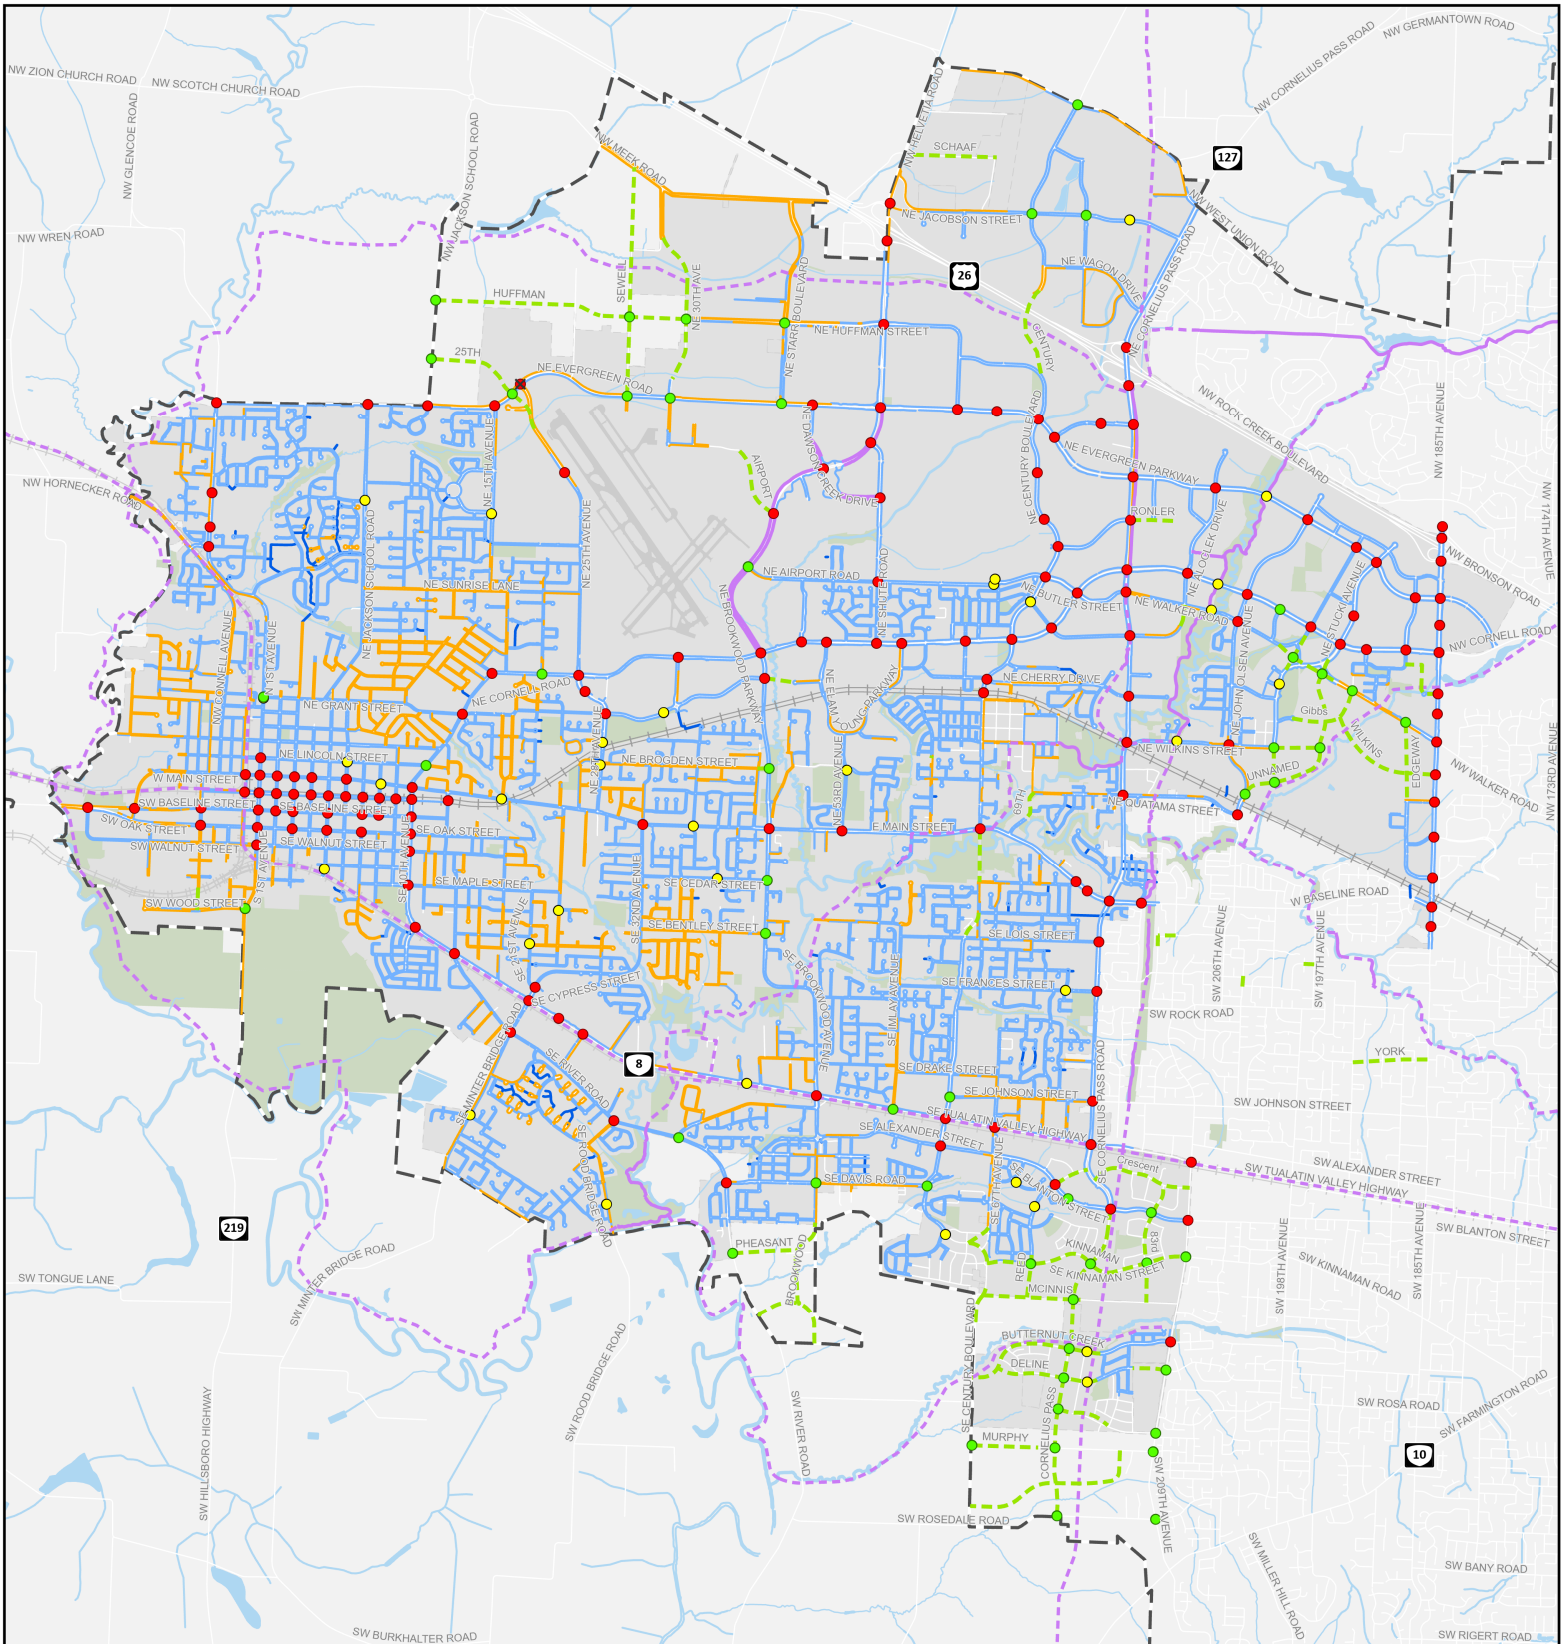 NW GERMANTOWN ROAD
NW CORNELIUS PASS ROAD
NW ZION CHURCH ROAD
NW SCOTCH CHURCH ROAD
NW GLENCOE ROAD
NW JACKSON SCHOOL ROAD
NW HELVETIA ROAD
NW MEEK ROAD
SCHAAF
127
NW WEST UNION ROAD
NE JACOBSON STREET
NW WREN ROAD
NE WAGON DRIVE
NE CORNELIUS PASS ROAD
26
SEWELL
NE 30TH AVE
NE STARR BOULEVARD
HUFFMAN
NE HUFFMAN STREET
CENTURY
25TH
NE EVERGREEN ROAD
NW ROCK CREEK BOULEVARD
NW 185TH AVENUE
NE DAWSON CREEK DRIVE
NE CENTURY BOULEVARD
NE EVERGREEN PARKWAY
NE 15TH AVENUE
AIRPORT
NW HORNECKER ROAD
NW 174TH AVENUE
RONLER
NE ALOCLEK DRIVE
NE JACKSON SCHOOL ROAD
NE 25TH AVENUE
NE SUNRISE LANE
NE AIRPORT ROAD
NE SHUTE ROAD
NE BUTLER STREET
NE WALKER ROAD
NE STUCKI AVENUE
NW BRONSON ROAD
NW CORNELL ROAD
NE BROOKWOOD PARKWAY
NW CONNELL AVENUE
N 1ST AVENUE
NE JOHN OLSEN AVENUE
NE CORNELL ROAD
NE GRANT STREET
NE ELAM YOUNG PARKWAY
NE CHERRY DRIVE
Gibbs
WILKINS
NE WILKINS STREET
NE LINCOLN STREET
NE 28TH AVENUE
NE BROGDEN STREET
NE 53RD AVENUE
UNNAMED
EDGEWAY
NW 173RD AVENUE
NW WALKER ROAD
W MAIN STREET
SW BASELINE STREET
SE BASELINE STREET
69TH
NE QUATAMA STREET
SW OAK STREET
SE OAK STREET
E MAIN STREET
SW WALNUT STREET
SE WALNUT STREET
S 1ST AVENUE
SE 10TH AVENUE
SE MAPLE STREET
SE CEDAR STREET
W BASELINE ROAD
SW WOOD STREET
SE 21ST AVENUE
SE 32ND AVENUE
SE BENTLEY STREET
SE LOIS STREET
SW 206TH AVENUE
SW 197TH AVENUE
SE BROOKWOOD AVENUE
SE IMLAY AVENUE
SE CYPRESS STREET
SE FRANCES STREET
SW ROCK ROAD
SE MINTER BRIDGE ROAD
SE RIVER ROAD
8
YORK
SE DRAKE STREET
SE JOHNSON STREET
SE CORNELIUS PASS ROAD
SW JOHNSON STREET
SE TUALATIN VALLEY HIGHWAY
SE ALEXANDER STREET
Crescent
SW ALEXANDER STREET
SW TUALATIN VALLEY HIGHWAY
SE ROOD BRIDGE ROAD
SE DAVIS ROAD
SE 67TH AVENUE
SE BLANTON STREET
219
SW BLANTON STREET
PHEASANT
BROOKWOOD
REED
KINNAMAN
83rd
SE KINNAMAN STREET
SW KINNAMAN ROAD
SW 198TH AVENUE
SW 185TH AVENUE
SW TONGUE LANE
SW MINTER BRIDGE ROAD
MCINNIS
SE CENTURY BOULEVARD
BUTTERNUT CREEK
DELINE
SW ROOD BRIDGE ROAD
SW RIVER ROAD
SW HILLSBORO HIGHWAY
CORNELIUS PASS
MURPHY
SW ROSA ROAD
SW FARMINGTON ROAD
10
SW 209TH AVENUE
SW ROSEDALE ROAD
SW MILLER HILL ROAD
SW BANY ROAD
SW BURKHALTER ROAD
SW RIGERT ROAD